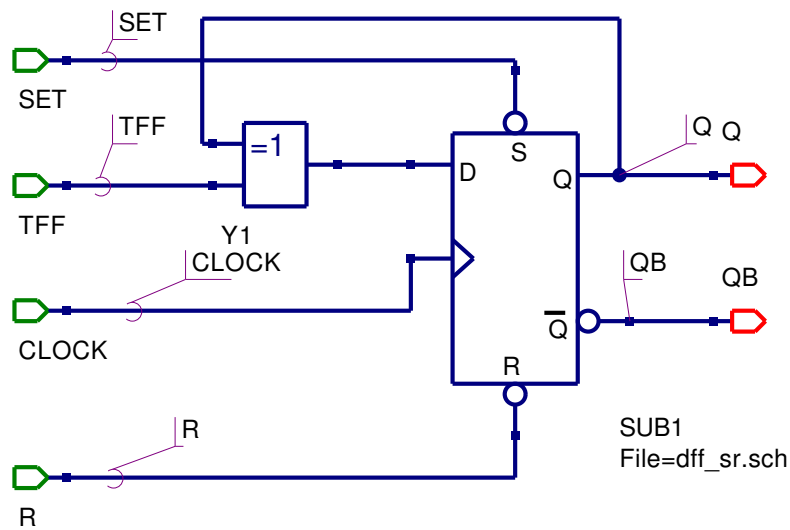 SET
SET
TFF
TFF
=1
Y1
S
D
Q
Q
Q
CLOCK
CLOCK
QB
QB
Q
R
R
R
SUB1
File=dff_sr.sch